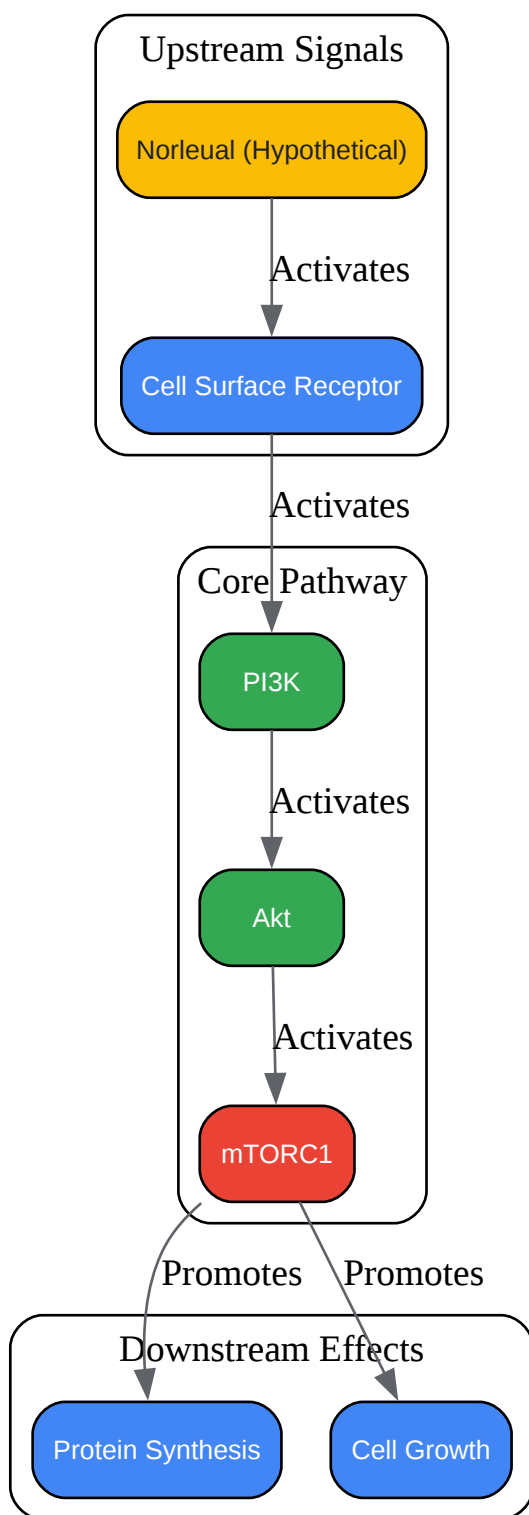 Upstream Signals
Norleual (Hypothetical)
Activates
Cell Surface Receptor
Activates
Core Pathway
PI3K
Activates
Akt
Activates
mTORC1
Promotes
Promotes
Downstream Effects
Protein Synthesis
Cell Growth